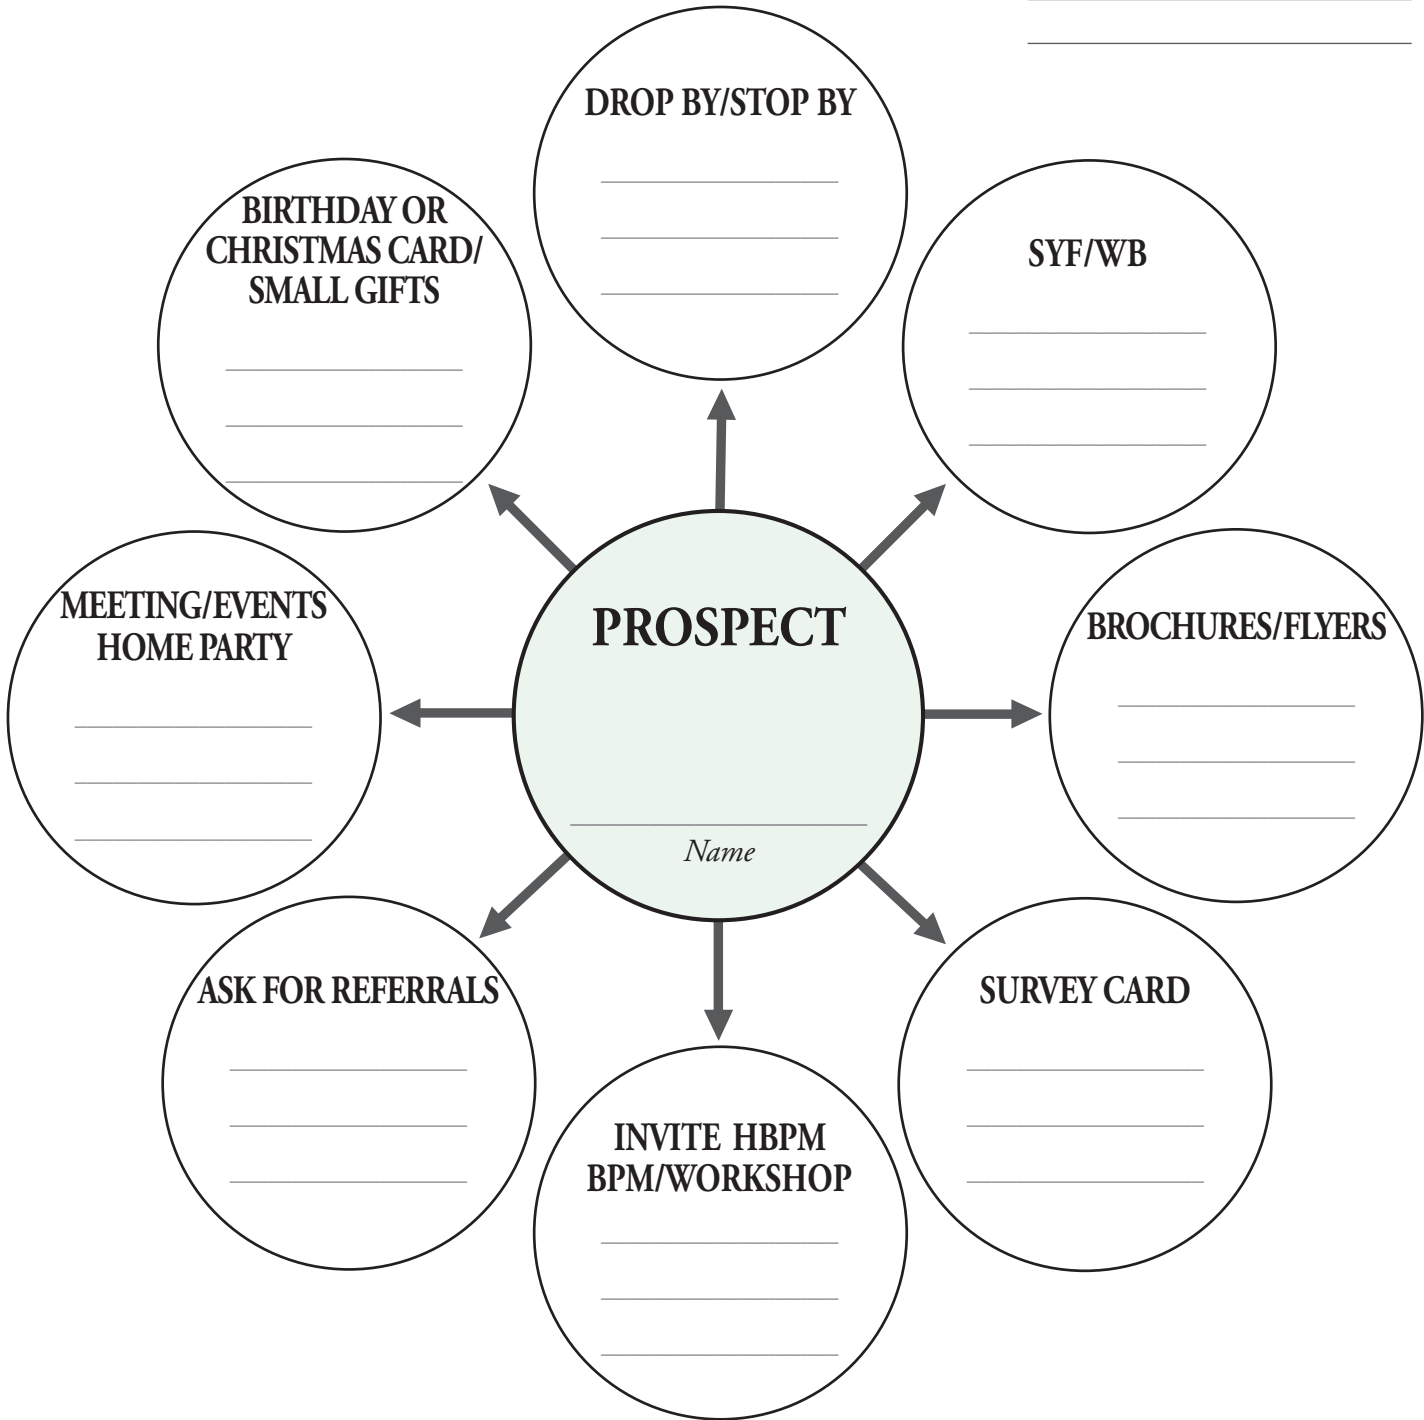 DROP BY/STOP BY
BIRTHDAY OR
CHRISTMAS CARD/
SMALL GIFTS
SYF/WB
MEETING/EVENTS
HOME PARTY
PROSPECT
Name
BROCHURES/FLYERS
ASK FOR REFERRALS
SURVEY CARD
INVITE HBPM
BPM/WORKSHOP